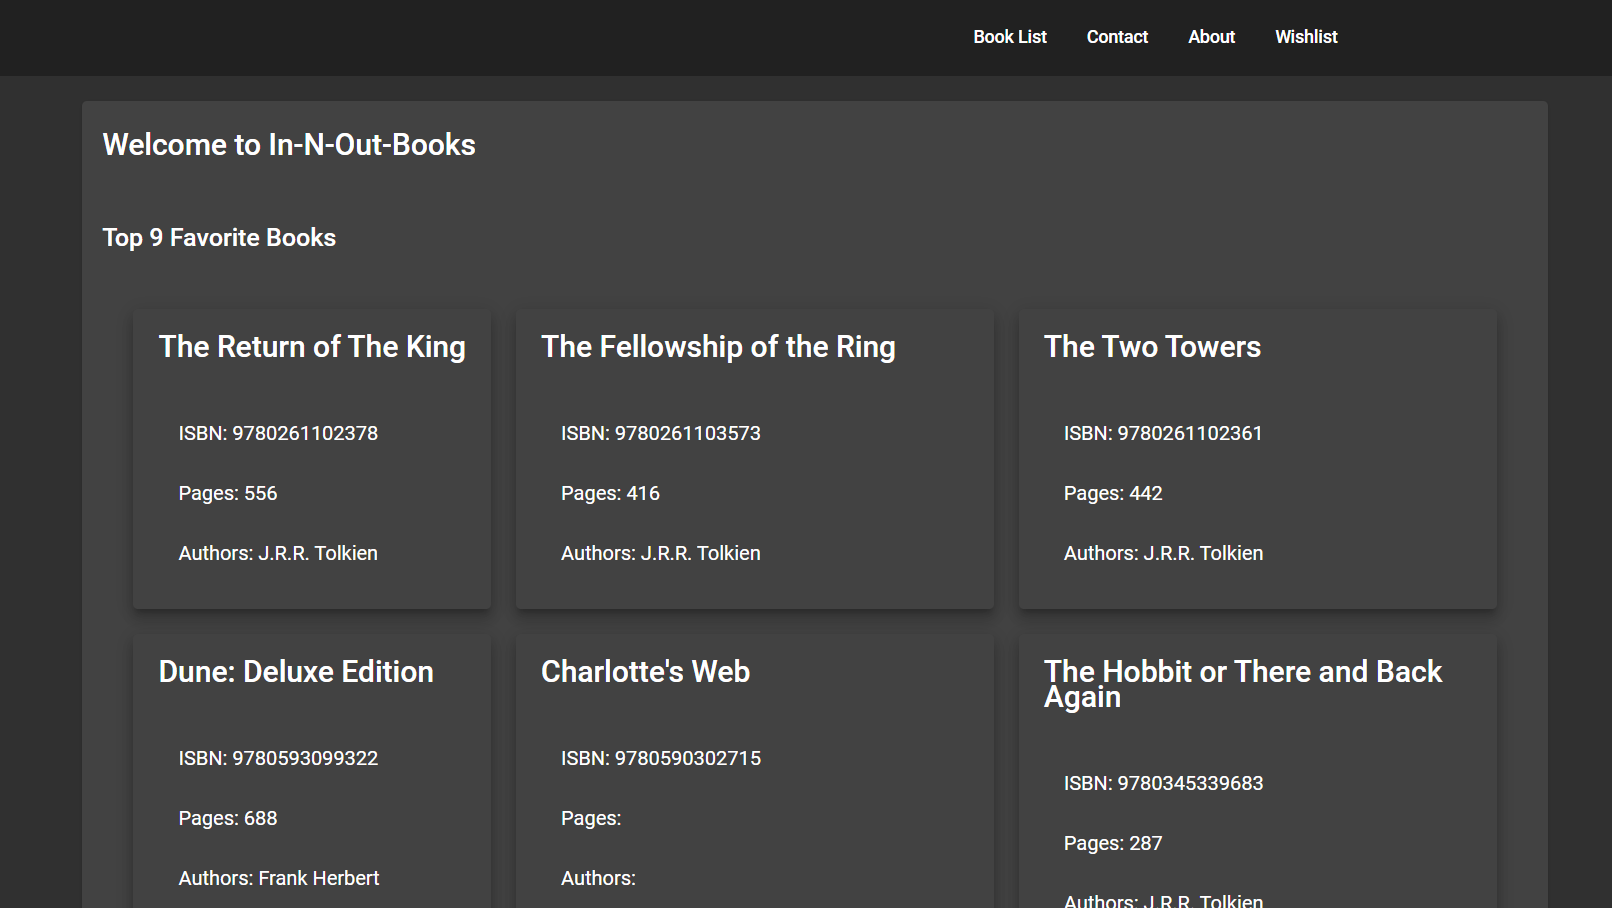 Book List Contact About Wishlist
Welcome to In-N-Out-Books
Top 9 Favorite Books
The Return of The King
ISBN: 9780261102378
Pages: 556
Authors: J.R.R. Tolkien
The Fellowship of the Ring
ISBN: 9780261103573
Pages: 416
Authors: J.R.R. Tolkien
The Two Towers
ISBN: 9780261102361
Pages: 442
Authors: J.R.R. Tolkien
Dune: Deluxe Edition
ISBN: 9780593099322
Pages: 688
Authors: Frank Herbert
Charlotte's Web
ISBN: 9780590302715
Pages:
Authors:
The Hobbit or There and Back
Again
ISBN: 9780345339683
Pages: 287
Authors: J.R.R. Tolkien